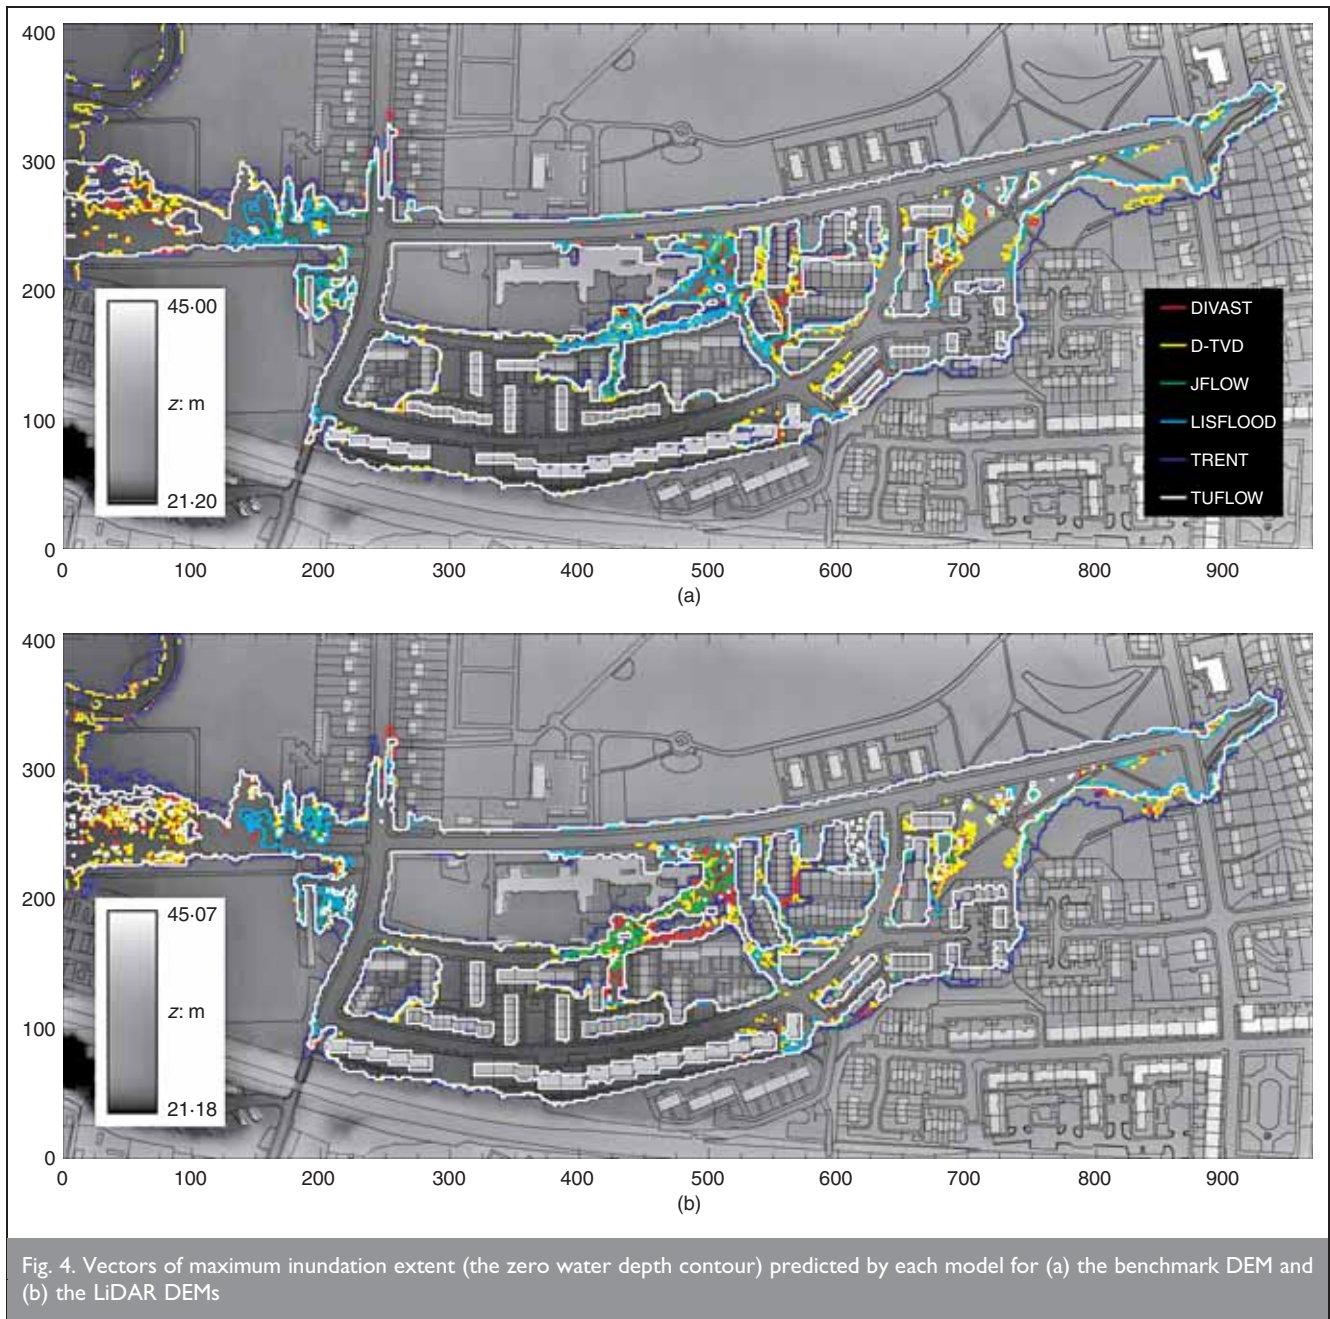 400
300
200
100
0
45·00
z: m
21·20
DIVAST
D-TVD
JFLOW
LISFLOOD
TRENT
TUFLOW
0 100 200 300 400 500 600 700 800 900
(a)
400
300
200
100
0
45·07
z: m
21·18
0 100 200 300 400 500 600 700 800 900
(b)
Fig. 4. Vectors of maximum inundation extent (the zero water depth contour) predicted by each model for (a) the benchmark DEM and
(b) the LiDAR DEMs